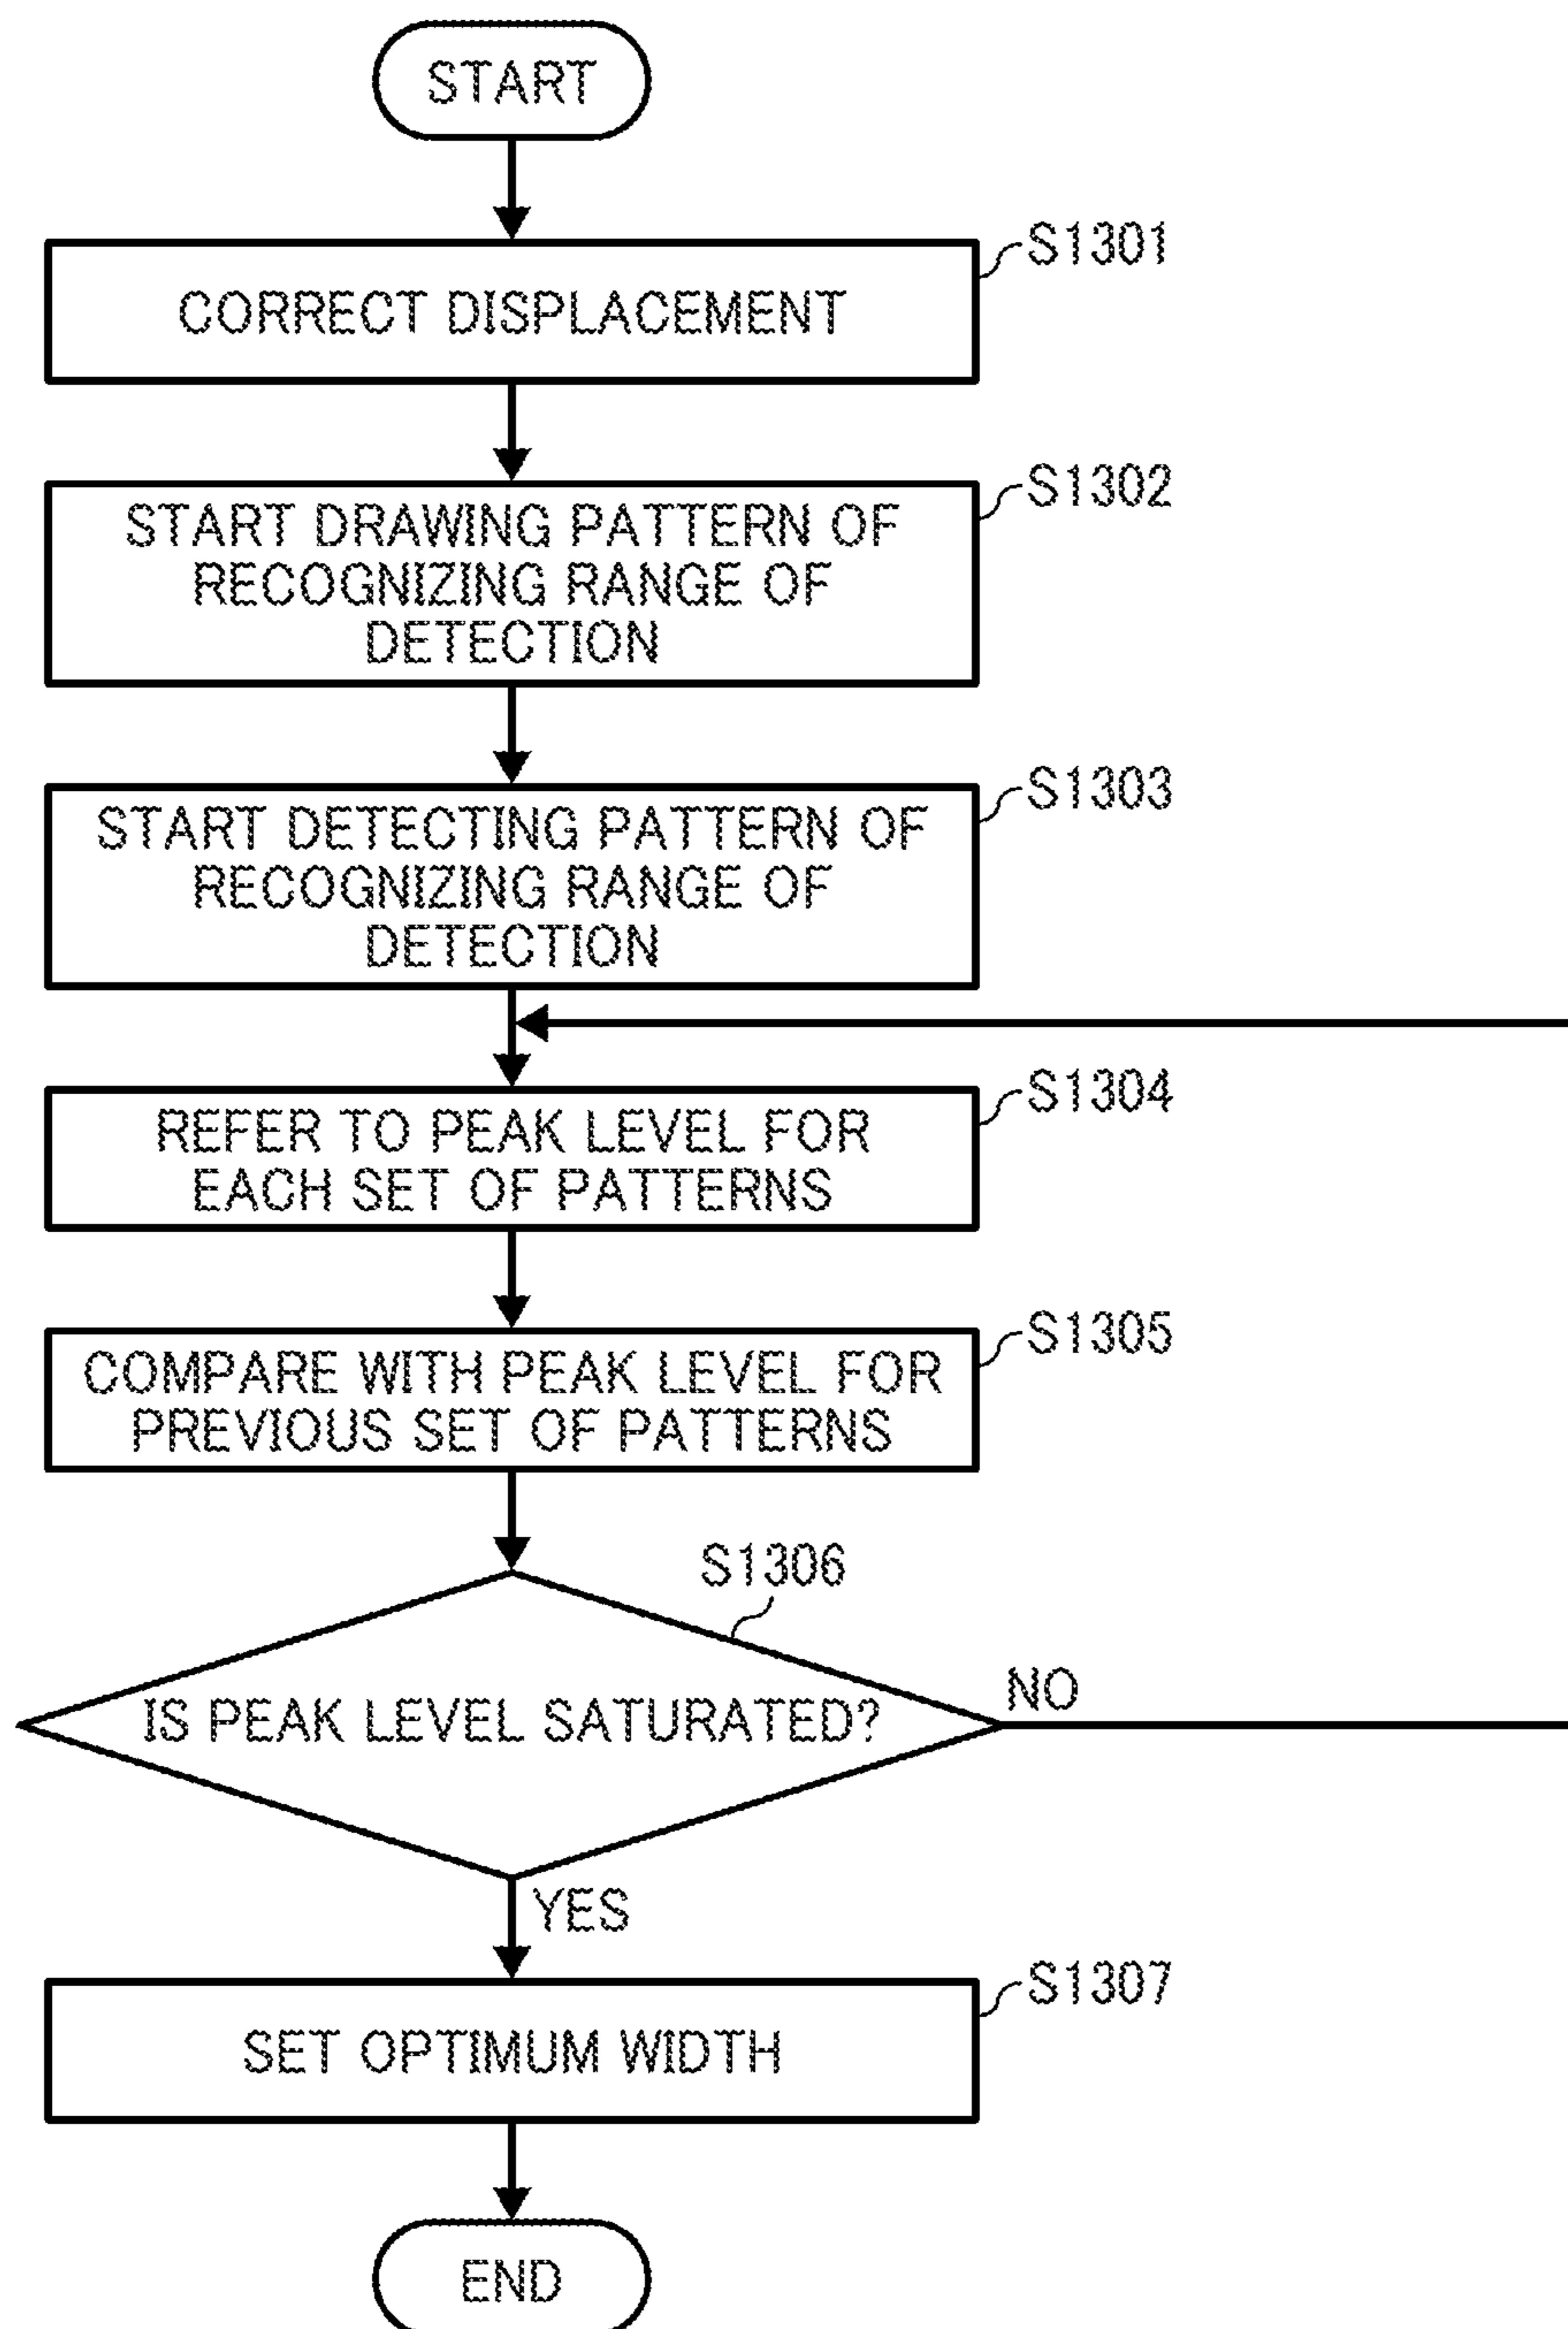 START
S1301
CORRECT DISPLACEMENT
S1302
START DRAWING PATTERN OF
RECOGNIZING RANGE OF
DETECTION
S1303
START DETECTING PATTERN OF
RECOGNIZING RANGE OF
DETECTION
S1304
REFER TO PEAK LEVEL FOR
EACH SET OF PATTERNS
S1305
COMPARE WITH PEAK LEVEL FOR
PREVIOUS SET OF PATTERNS
S1306
IS PEAK LEVEL SATURATED?
NO
YES
S1307
SET OPTIMUM WIDTH
END